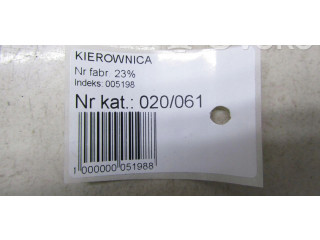 KIEROWNICA
Nr fabr 23%
Indeks: 005198
Nr kat.: 020/061
1 000000 051988